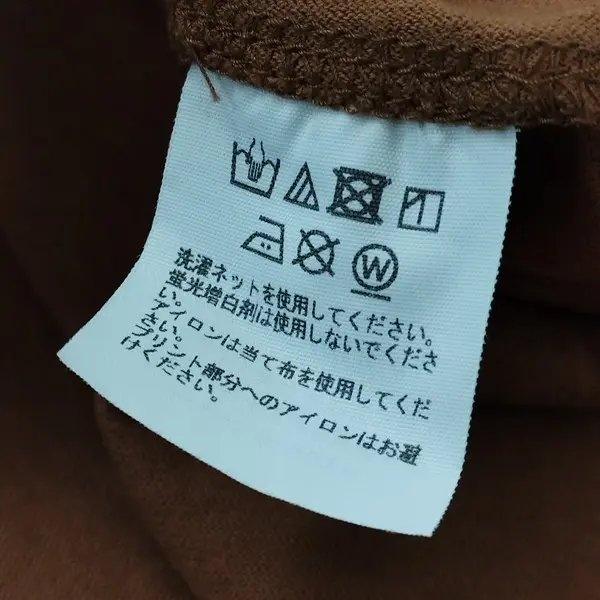 W
洗濯ネットを使用してください。
蛍光増白剤は使用しないでくださ
い。
アイロンは当て布を使用してくだ
さい。
プリント部分へのアイロンはお避
けください。